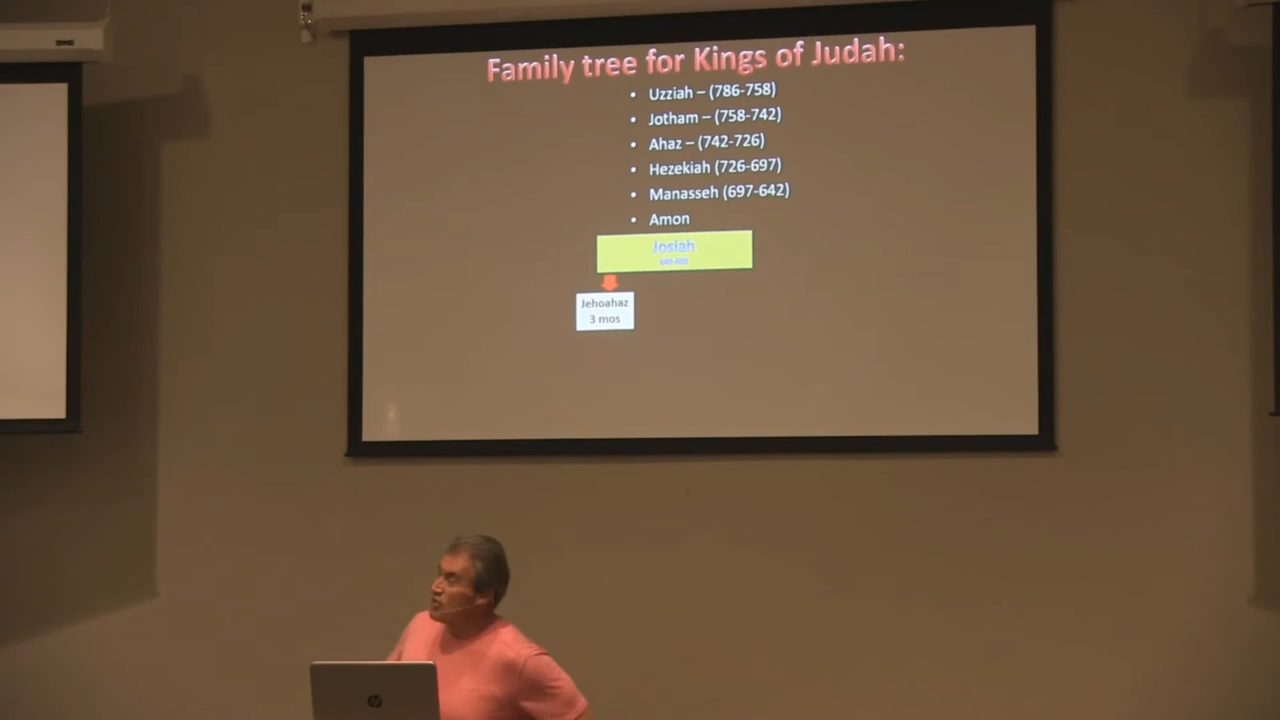 Family tree for Kings of Judah:
• Uzziah – (786-758)
• Jotham – (758-742)
• Ahaz – (742-726)
• Hezekiah (726-697)
• Manasseh (697-642)
• Amon
Josiah
Jehoahaz
3 mos
hp